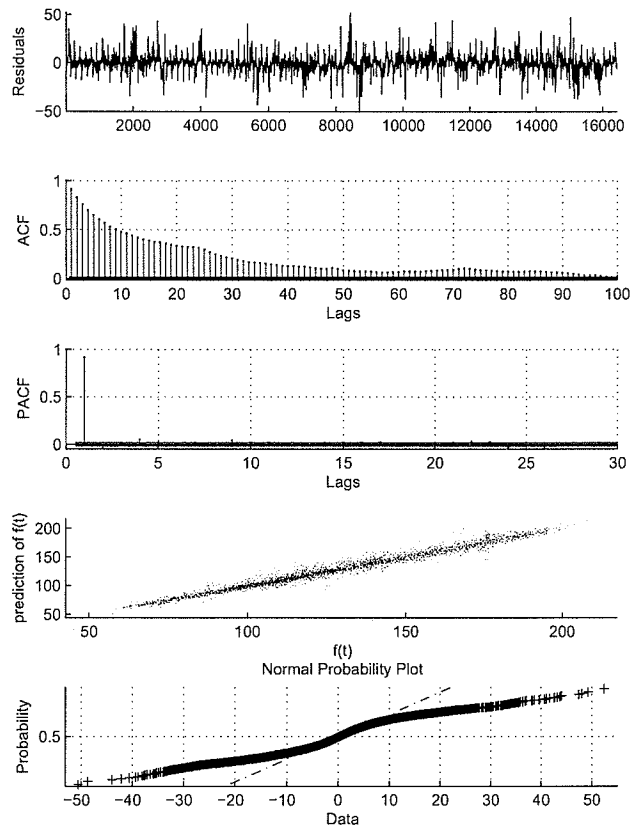 50
0
−50
Residuals
2000 4000 6000 8000 10000 12000 14000 16000
1
0.5
0
ACF
0 10 20 30 40 50 60 70 80 90 100
Lags
1
0.5
0
PACF
0 5 10 15 20 25 30
Lags
200
150
100
50
prediction of f(t)
50 100 150 200
f(t)
Normal Probability Plot
0.5
Probability
−50 −40 −30 −20 −10 0 10 20 30 40 50
Data